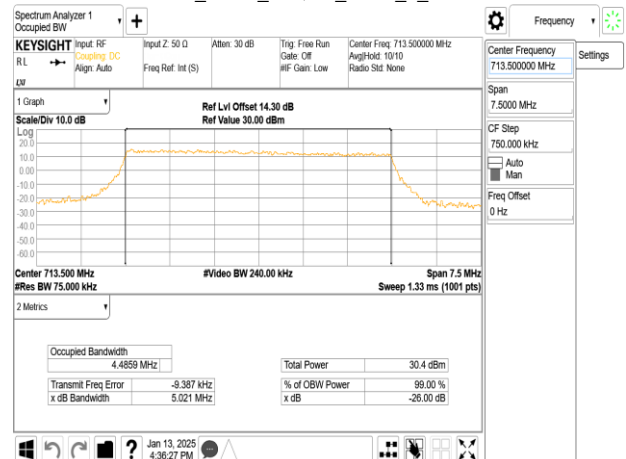 Spectrum Analyzer 1
Occupied BW
Frequency
KEYSIGHT
RL
Input: RF
Coupling: DC
Align: Auto
Input Z: 50 Ω
Freq Ref: Int (S)
Atten: 30 dB
Trig: Free Run
Gate: Off
#IF Gain: Low
Center Freq: 713.500000 MHz
Avg|Hold: 10/10
Radio Std: None
Center Frequency
713.500000 MHz
Settings
Span
7.5000 MHz
CF Step
750.000 kHz
Auto
Man
Freq Offset
0 Hz
1 Graph
Scale/Div 10.0 dB
Ref Lvl Offset 14.30 dB
Ref Value 30.00 dBm
Log
20.0
10.0
0.00
-10.0
-20.0
-30.0
-40.0
-50.0
-60.0
Center 713.500 MHz
#Res BW 75.000 kHz
#Video BW 240.00 kHz
Span 7.5 MHz
Sweep 1.33 ms (1001 pts)
2 Metrics
Occupied Bandwidth
4.4859 MHz
Total Power 30.4 dBm
Transmit Freq Error -9.387 kHz
% of OBW Power 99.00 %
x dB Bandwidth 5.021 MHz
x dB -26.00 dB
Jan 13, 2025
4:36:27 PM